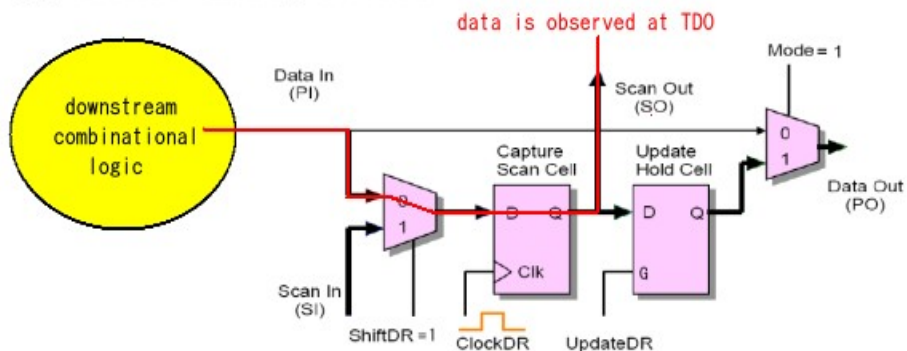 data is observed at TDO
Mode = 1
Data In
(PI)
Scan Out
(SO)
downstream
combinational
logic
0
1
Capture
Scan Cell
Update
Hold Cell
Data Out
(PO)
0
1
D
Q
D
Q
Clk
G
Scan In
(SI)
ShiftDR =1
ClockDR
UpdateDR